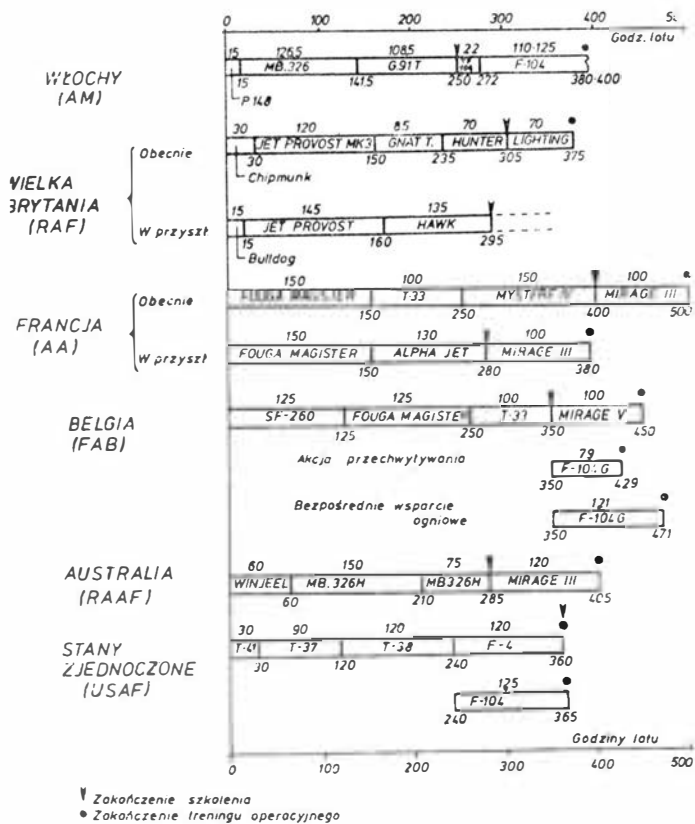 0 100 200 300 400
Godz. lotu
WŁOCHY
(AM)
15 126,5 108,5 22 110-125
MB.326 G.91T F-104
15 141,5 250 272 380-400
P.148
WIELKA
BRYTANIA
(RAF)
Obecnie
30 120 85 70 70
JET PROVOST MK3 GNAT T. HUNTER LIGHTING
30 150 235 305 375
Chipmunk
W przyszt
15 145 135
JET PROVOST HAWK
15 160 295
Bulldog
FRANCJA
(AA)
Obecnie
150 100 150 100
FOUGA MAGISTER T-33 MIRAGE III
150 250 400 500
W przyszt
150 130 100
FOUGA MAGISTER ALPHA JET MIRAGE III
150 280 380
BELGIA
(FAB)
125 125 100 100
SF-260 FOUGA MAGISTER T-33 MIRAGE V
125 250 350 450
Akcja przechwytywania
79
F-104G
350 429
Bezpośrednie wsparcie
ogniowe
121
F-104G
350 471
AUSTRALIA
(RAAF)
60 150 75 120
WINJEEL MB.326H MB326H MIRAGE III
60 210 285 405
STANY
ZJEDNOCZONE
(USAF)
30 90 120 120
T-41 T-37 T-38 F-4
30 120 240 360
125
F-104
240 365
Godziny lotu
0 100 200 300 400 500
Zakończenie szkolenia
Zakończenie treningu operacyjnego